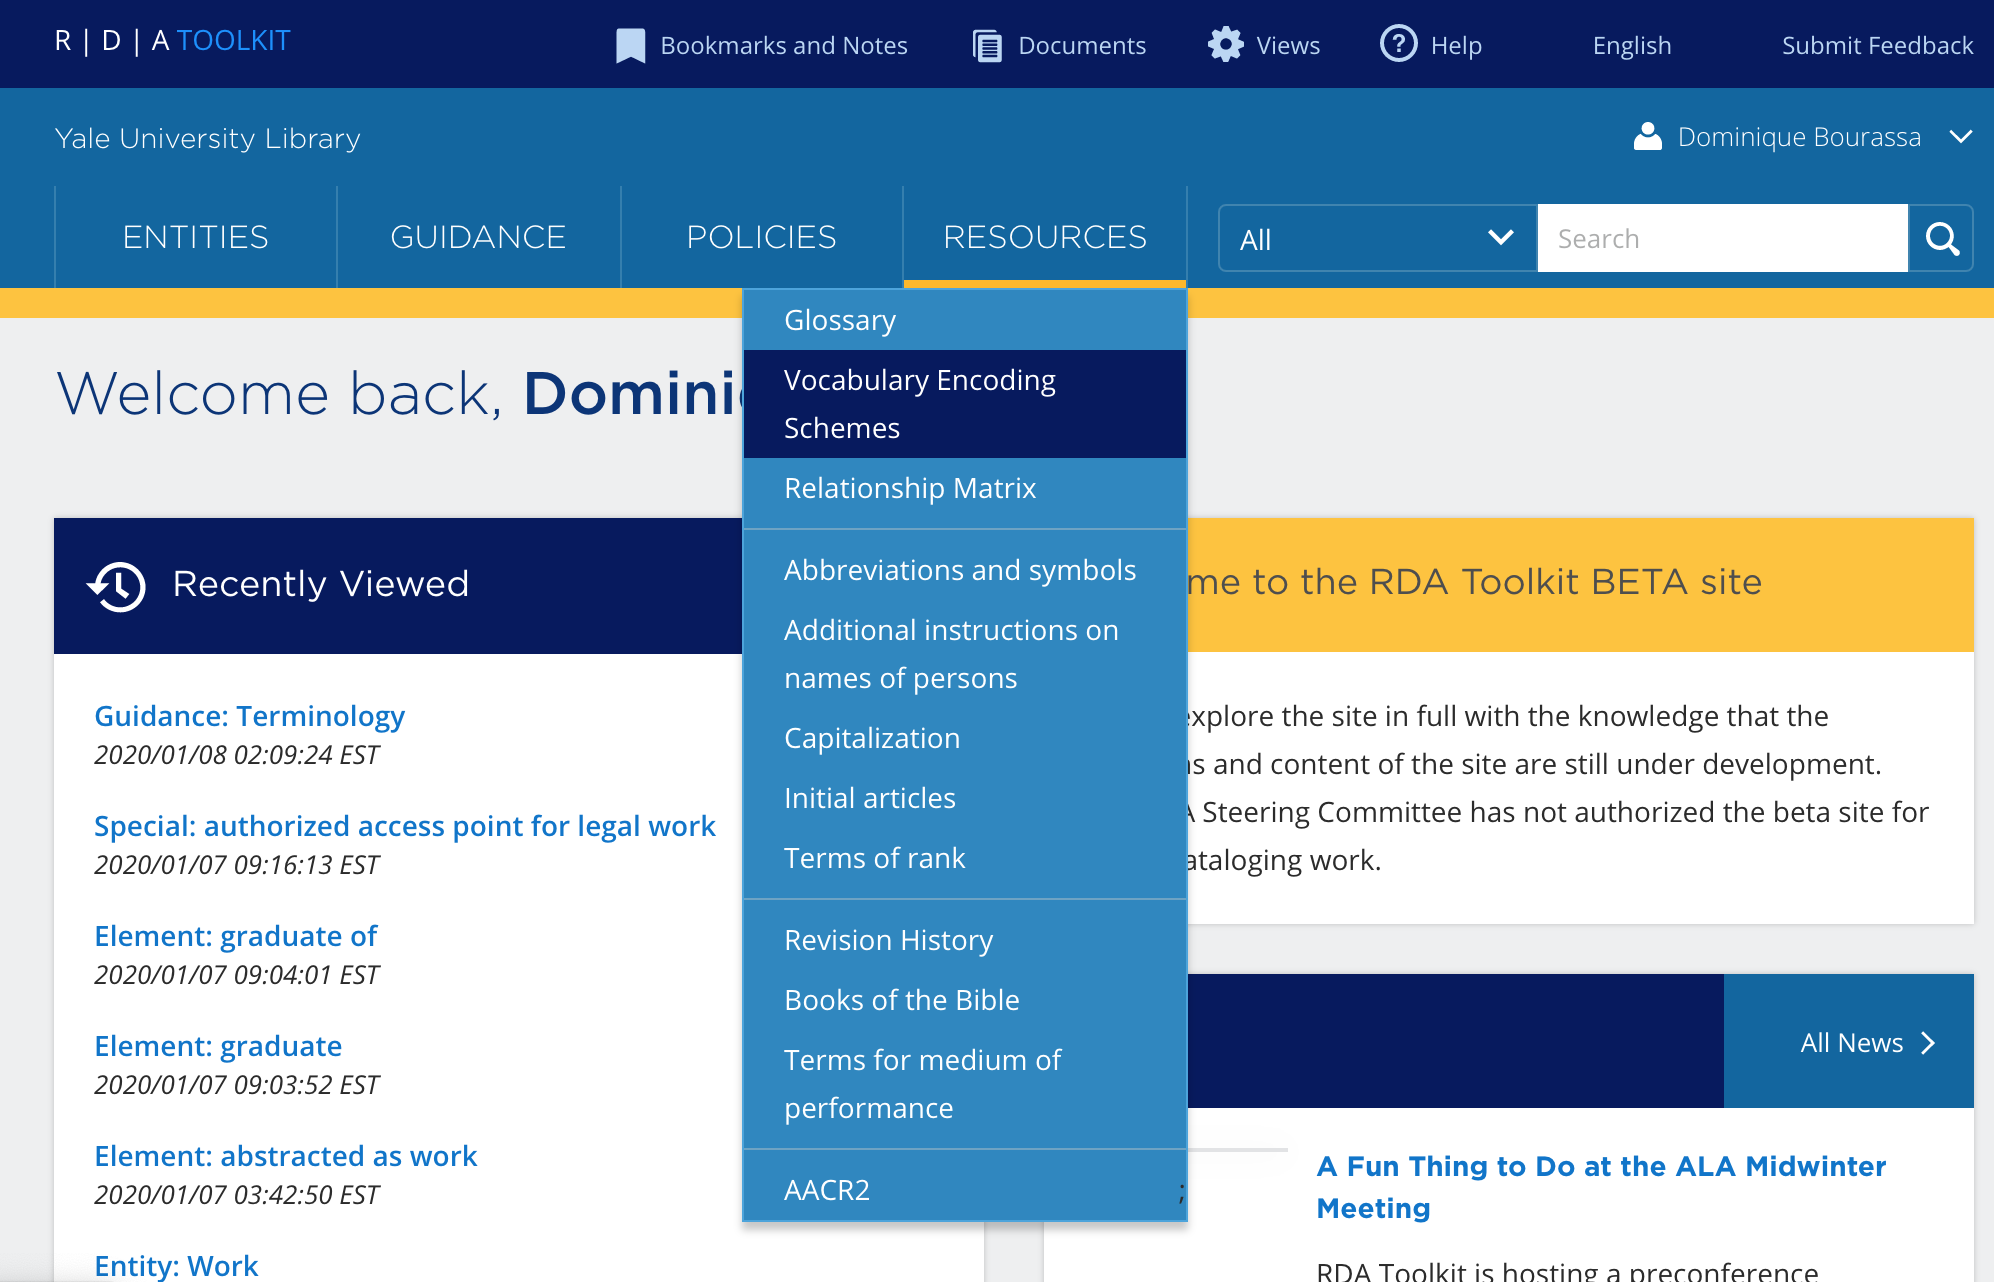 R | D | A TOOLKIT
Bookmarks and Notes
Documents
Views
Help
English
Submit Feedback
Yale University Library
Dominique Bourassa
ENTITIES
GUIDANCE
POLICIES
RESOURCES
All
Search
Glossary
Vocabulary Encoding
Schemes
Relationship Matrix
Abbreviations and symbols
Additional instructions on
names of persons
Capitalization
Initial articles
Terms of rank
Revision History
Books of the Bible
Terms for medium of
performance
AACR2
;
Welcome back,
Recently Viewed
Guidance: Terminology
2020/01/08 02:09:24 EST
Special: authorized access point for legal work
2020/01/07 09:16:13 EST
Element: graduate of
2020/01/07 09:04:01 EST
Element: graduate
2020/01/07 09:03:52 EST
Element: abstracted as work
2020/01/07 03:42:50 EST
Entity: Work
me to the RDA Toolkit BETA site
explore the site in full with the knowledge that the
s and content of the site are still under development.
Steering Committee has not authorized the beta site for
ataloging work.
All News
A Fun Thing to Do at the ALA Midwinter
Meeting
RDA Toolkit is hosting a preconference